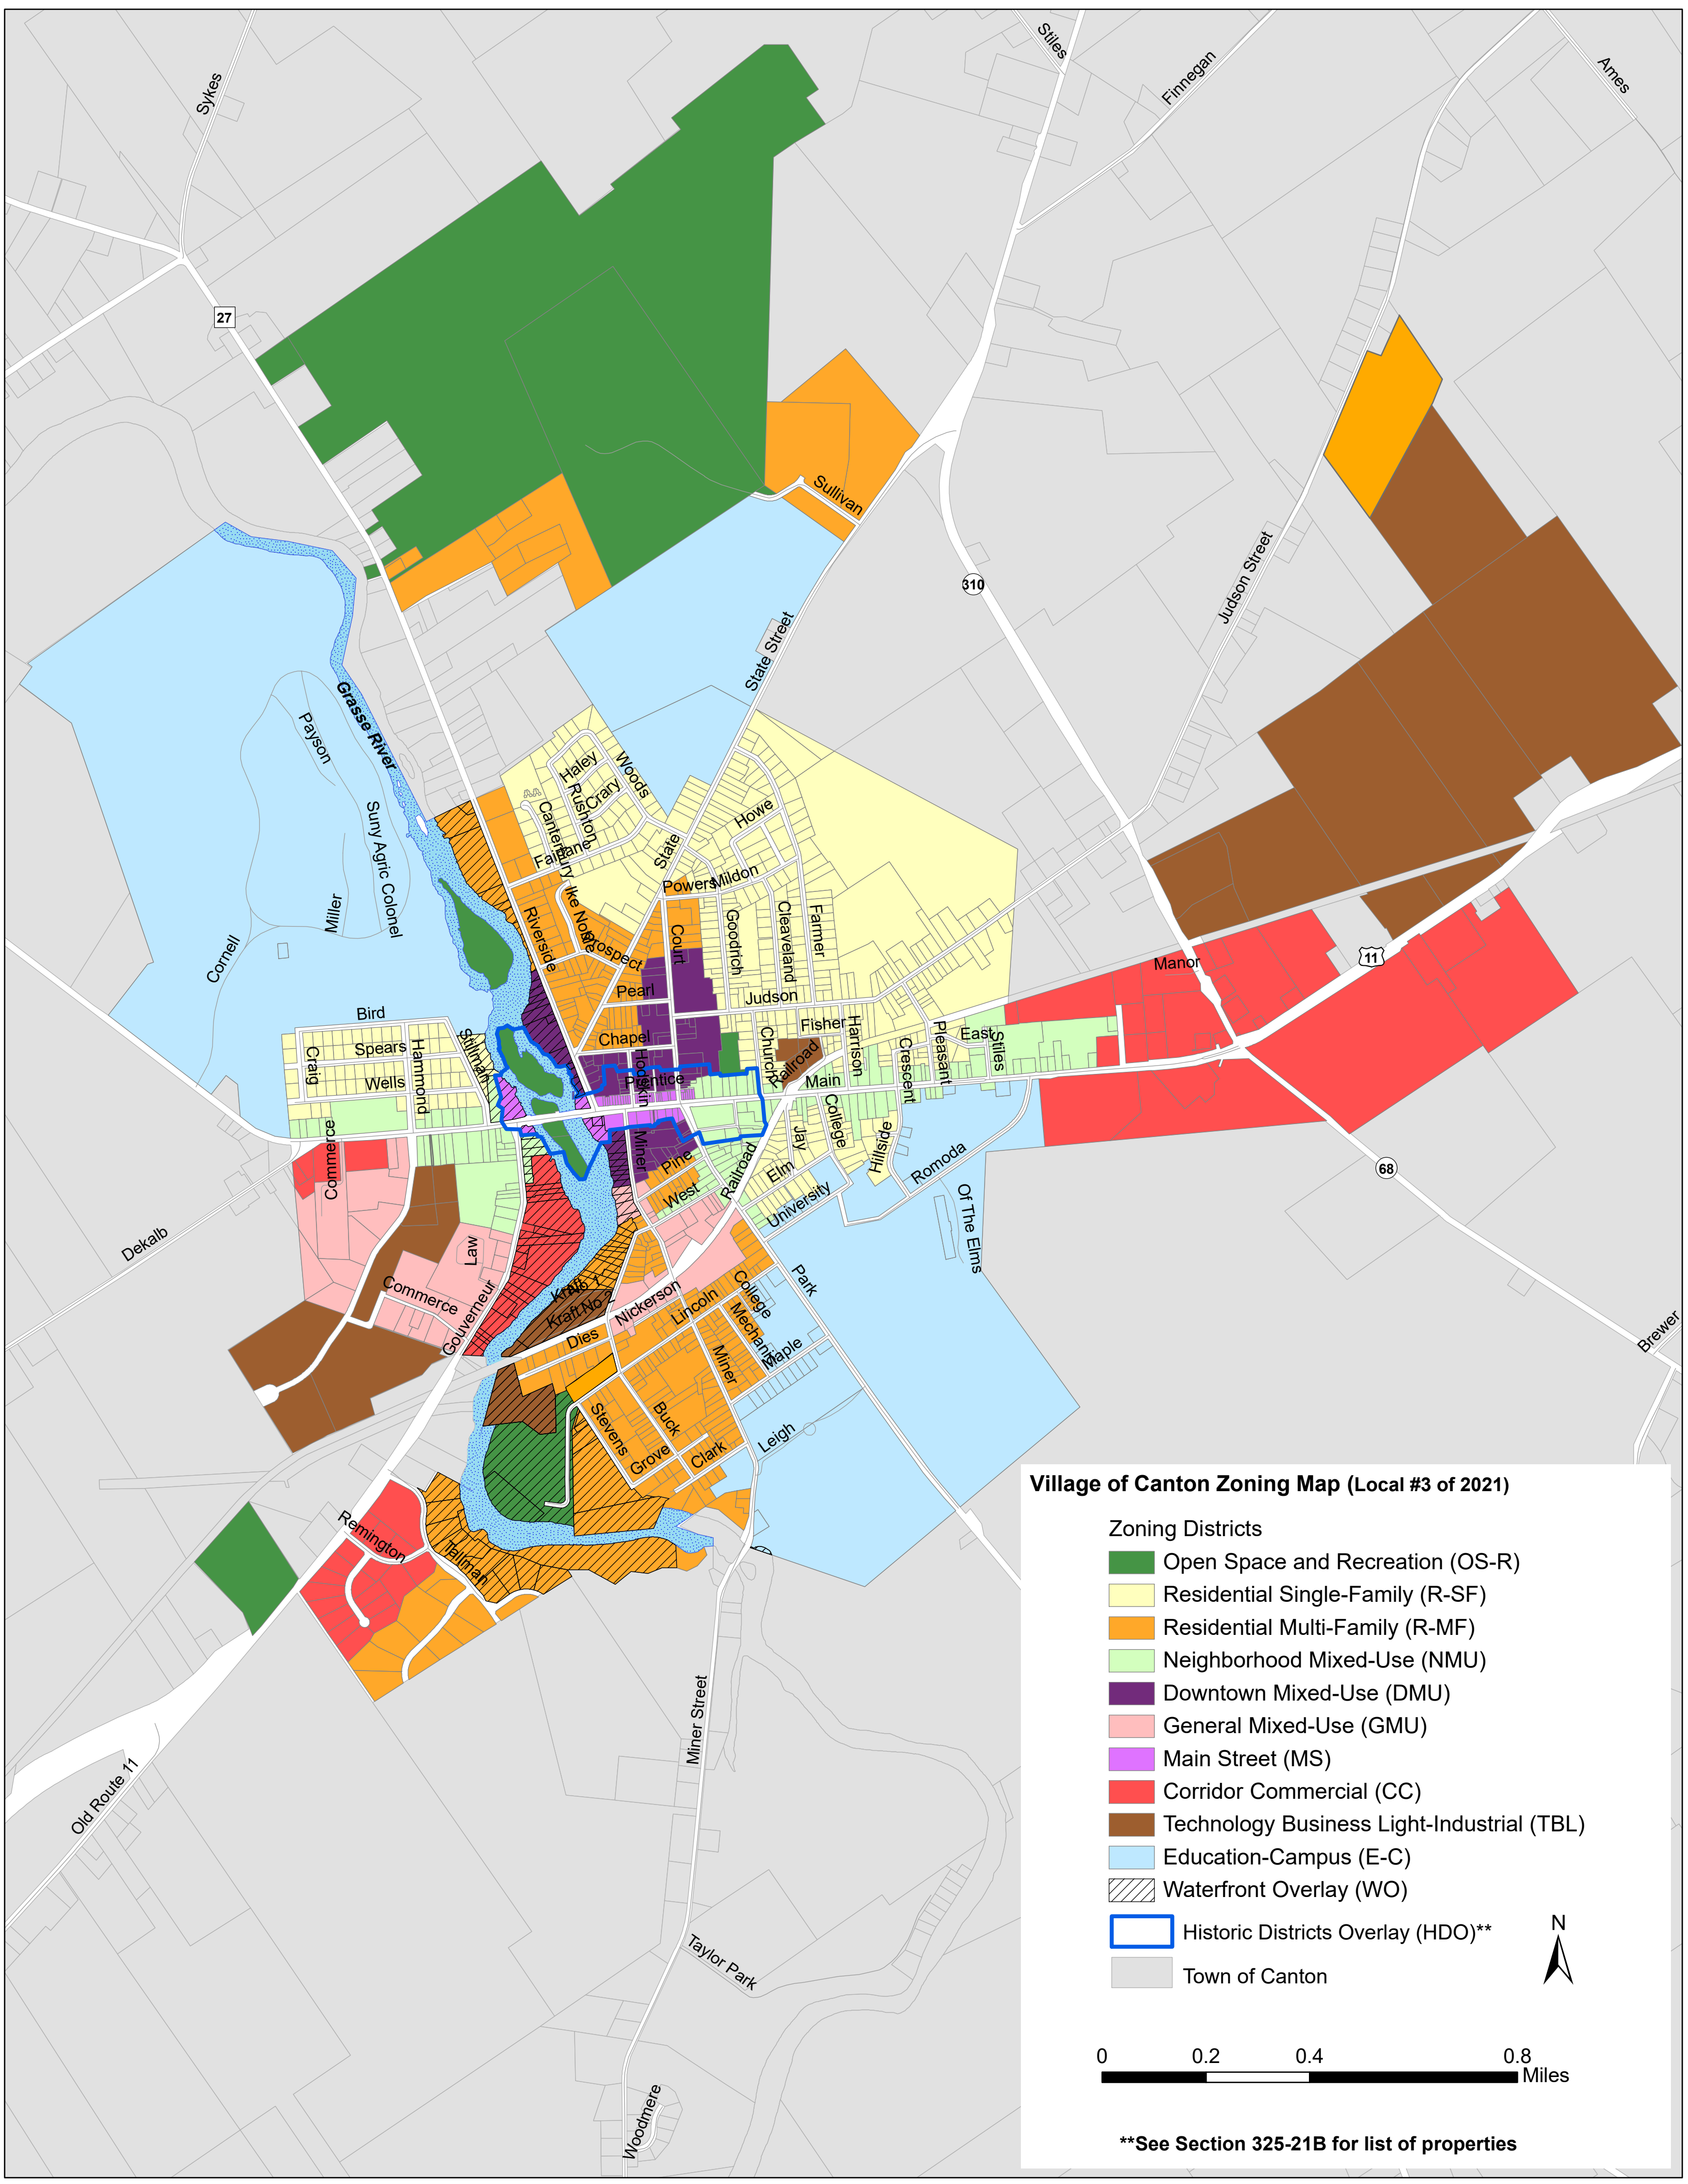 Sykes
Stiles
Finnegan
Ames
27
Sullivan
310
Judson Street
State Street
Grasse River
Payson
Suny Agric Colonel
Miller
Cornell
Haley
Woods
Crary
Rushton
Canterbury
Fairlane
Howe
State
Powers
Mildon
Ike Noble
Riverside
Prospect
Court
Goodrich
Cleaveland
Farmer
Pearl
Judson
Manor
11
Bird
Stillman
Spears
Craig
Hammond
Wells
Chapel
Hodskin
Prentice
Church
Fisher
Harrison
Railroad
Main
Crescent
Pleasant
East
Stiles
Commerce
Miner
Pine
West
Railroad
Jay
College
Elm
University
Hillside
Romoda
Of The Elms
68
Dekalb
Law
Commerce
Gouverneur
Kraft No 1
Kraft No 2
Nickerson
Dies
Lincoln
College
Mechanic
Maple
Miner
Park
Stevens
Buck
Grove
Clark
Leigh
Brewer
Remington
Tallman
Old Route 11
Miner Street
Taylor Park
Woodmere
Village of Canton Zoning Map (Local #3 of 2021)
Zoning Districts
Open Space and Recreation (OS-R)
Residential Single-Family (R-SF)
Residential Multi-Family (R-MF)
Neighborhood Mixed-Use (NMU)
Downtown Mixed-Use (DMU)
General Mixed-Use (GMU)
Main Street (MS)
Corridor Commercial (CC)
Technology Business Light-Industrial (TBL)
Education-Campus (E-C)
Waterfront Overlay (WO)
Historic Districts Overlay (HDO)**
Town of Canton
N
0 0.2 0.4 0.8
Miles
**See Section 325-21B for list of properties